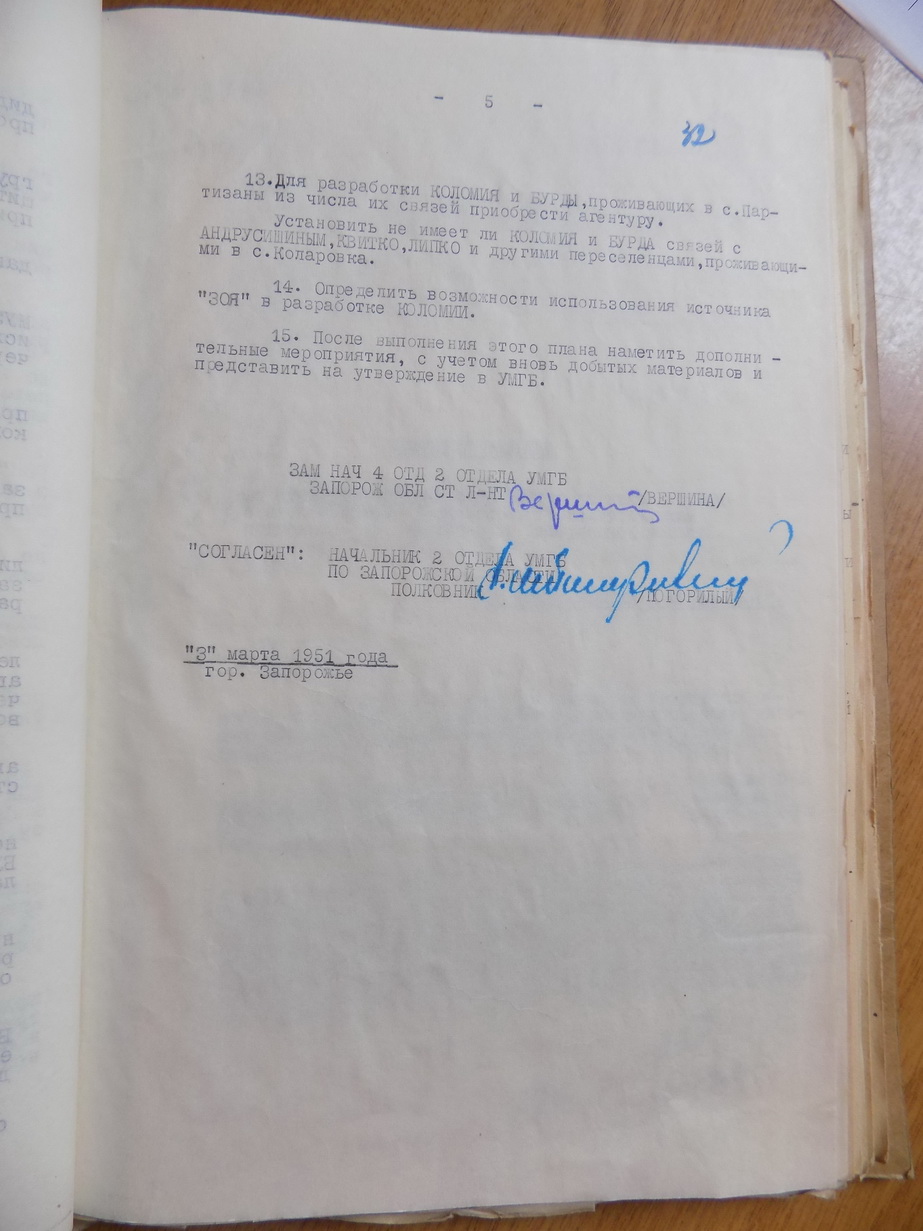 - 5 -
32
13.Для разработки КОЛОМИЯ и БУРДЫ,проживающих в с.Пар-
тизаны из числа их связей приобрести агентуру.
Установить не имеет ли КОЛОМИЯ и БУРДА связей с
АНДРУСИШИНЫМ,КВИТКО,ЛИПКО и другими переселенцами,проживающи-
ми в с.Коларовка.
14. Определить возможности использования источника
"ЗОЯ" в разработке КОЛОМИИ.
15. После выполнения этого плана наметить дополни -
тельные мероприятия, с учетом вновь добытых материалов и
представить на утверждение в УМГБ.
ЗАМ НАЧ 4 ОТД 2 ОТДЕЛА УМГБ
ЗАПОРОЖ ОБЛ СТ Л-НТ /ВЕРШИНА/
"СОГЛАСЕН": НАЧАЛЬНИК 2 ОТДЕЛА УМГБ
ПО ЗАПОРОЖСКОЙ ОБЛАСТИ
ПОЛКОВНИК /ПОГОРИЛЫЙ/
"3" марта 1951 года
гор. Запорожье